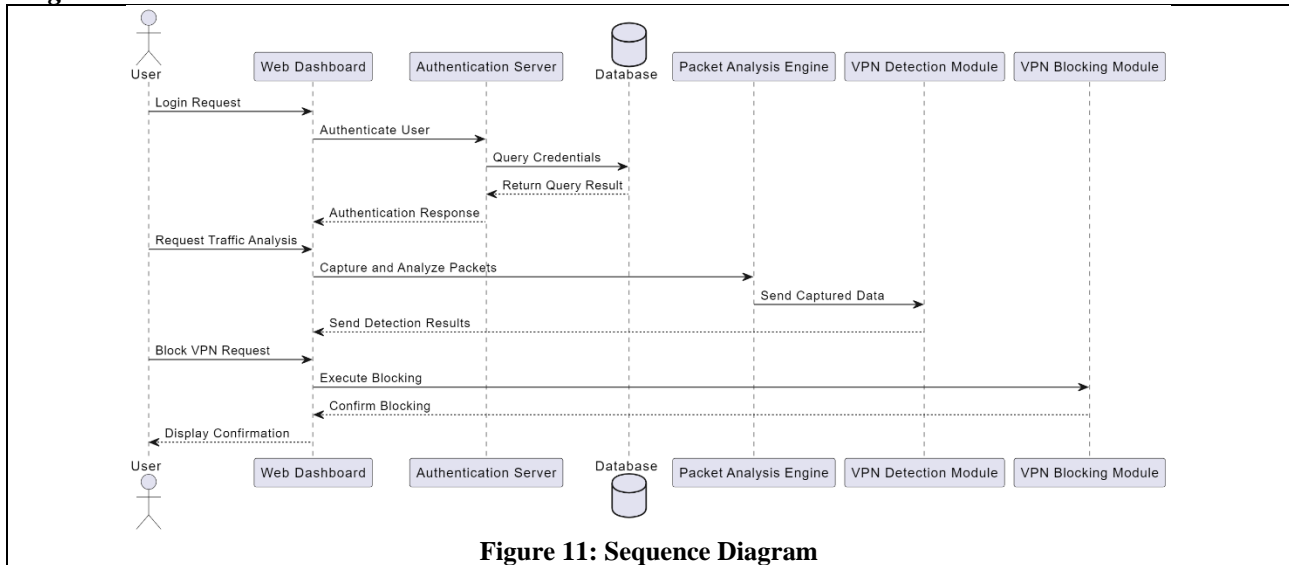 User
Web Dashboard
Authentication Server
Database
Packet Analysis Engine
VPN Detection Module
VPN Blocking Module
Login Request
Authenticate User
Query Credentials
Return Query Result
Authentication Response
Request Traffic Analysis
Capture and Analyze Packets
Send Captured Data
Send Detection Results
Block VPN Request
Execute Blocking
Confirm Blocking
Display Confirmation
User
Web Dashboard
Authentication Server
Database
Packet Analysis Engine
VPN Detection Module
VPN Blocking Module
Figure 11: Sequence Diagram